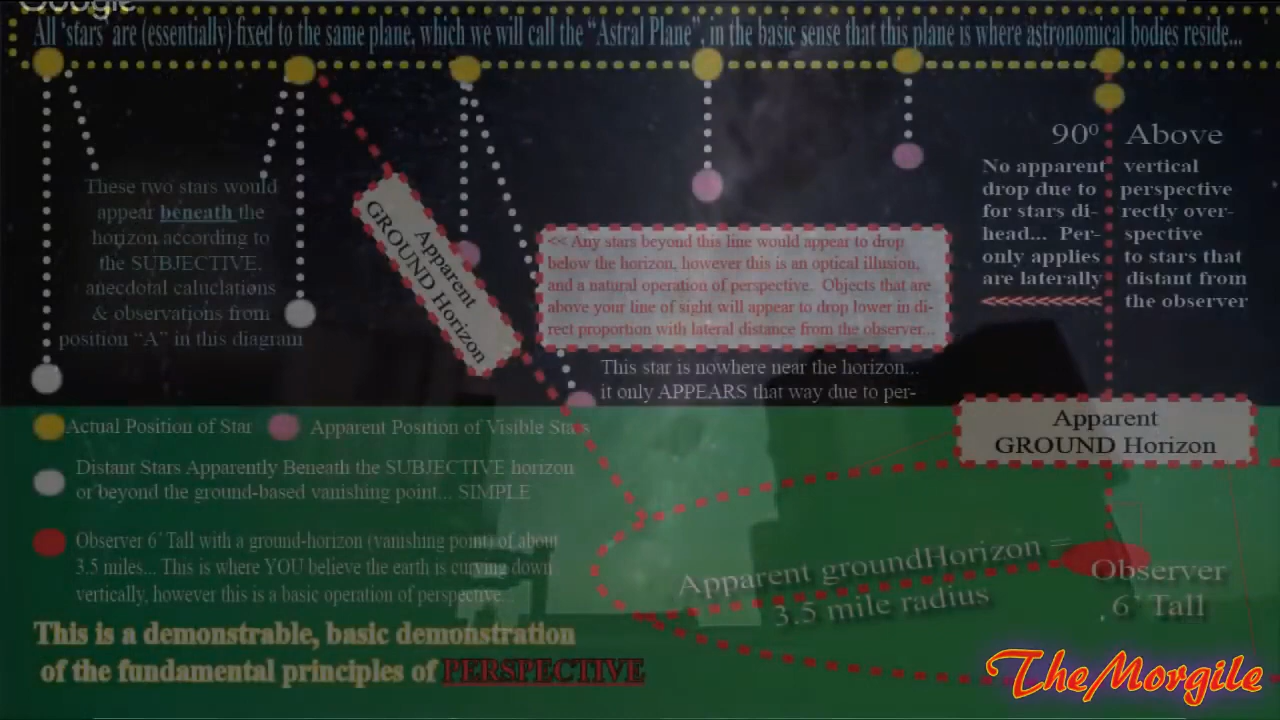 Google
All 'stars' are (essentially) fixed to the same plane, which we will call the "Astral Plane", in the basic sense that this plane is where astronomical bodies reside...
90⁰ Above
No apparent vertical
drop due to perspective
for stars di- rectly over-
head... Per- spective
only applies to stars that
are laterally distant from
<<<<<<<< the observer
These two stars would
appear beneath the
horizon according to
the SUBJECTIVE,
anecdotal caluclations
& observations from
position "A" in this diagram
Apparent
GROUND Horizon
<< Any stars beyond this line would appear to drop
below the horizon, however this is an optical illusion,
and a natural operation of perspective. Objects that are
above your line of sight will appear to drop lower in di-
rect proportion with lateral distance from the observer...
This star is nowhere near the horizon...
it only APPEARS that way due to per-
Apparent
GROUND Horizon
Actual Position of Star
Apparent Position of Visible Stars
Distant Stars Apparently Beneath the SUBJECTIVE horizon
or beyond the ground-based vanishing point... SIMPLE
Observer 6' Tall with a ground-horizon (vanishing point) of about
3.5 miles... This is where YOU believe the earth is curving down
vertically, however this is a basic operation of perspective...
Apparent groundHorizon =
3.5 mile radius
Observer
6' Tall
This is a demonstrable, basic demonstration
of the fundamental principles of PERSPECTIVE
TheMorgile